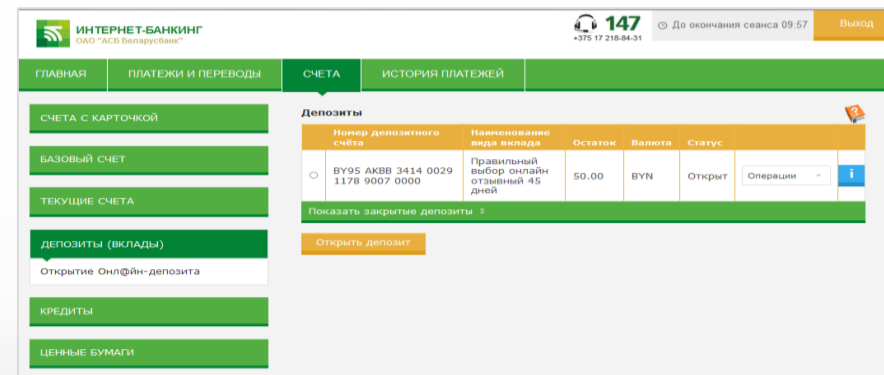 ИНТЕРНЕТ-БАНКИНГ
ОАО "АСВ Беларусбанк"
147
+375 17 218-84-31
До окончания сеанса 09:57
Выход
ГЛАВНАЯ
ПЛАТЕЖИ И ПЕРЕВОДЫ
СЧЕТА
ИСТОРИЯ ПЛАТЕЖЕЙ
СЧЕТА С КАРТОЧКОЙ
БАЗОВЫЙ СЧЕТ
ТЕКУЩИЕ СЧЕТА
ДЕПОЗИТЫ (ВКЛАДЫ)
Открытие Онл@йн-депозита
КРЕДИТЫ
ЦЕННЫЕ БУМАГИ
Депозиты
Номер депозитного
счёта
Наименование
вида вклада
Остаток
Валюта
Статус
BY95 AKBB 3414 0029
1178 9007 0000
Правильный
выбор онлайн
отзывный 45
дней
50.00
BYN
Открыт
Операции
i
Показать закрытые депозиты
Открыть депозит